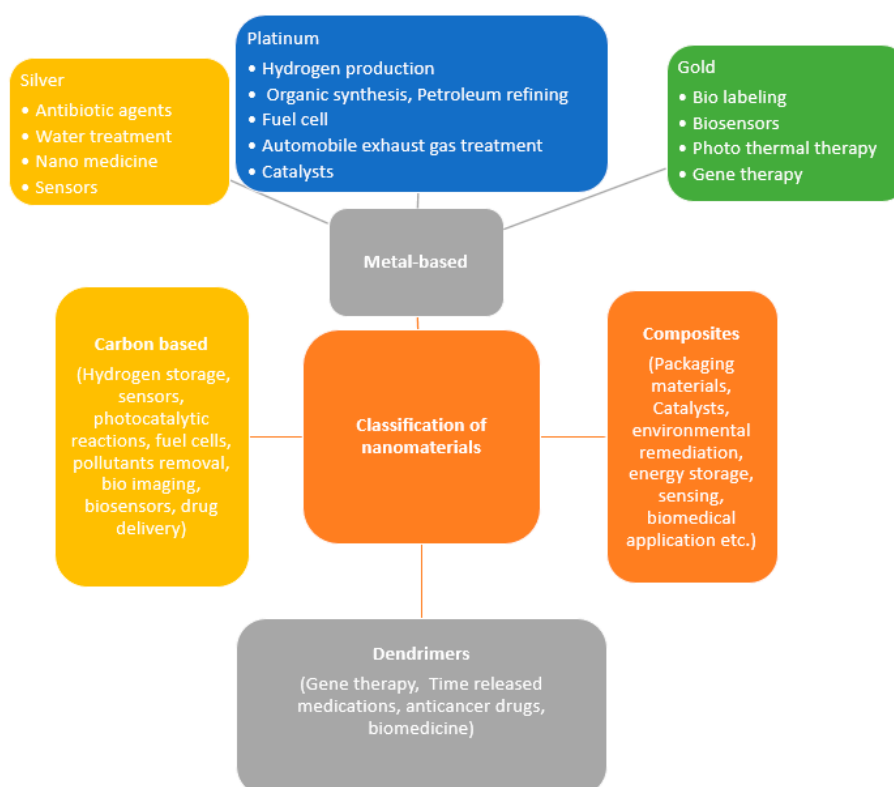 Platinum
• Hydrogen production
• Organic synthesis, Petroleum refining
• Fuel cell
• Automobile exhaust gas treatment
• Catalysts
Silver
• Antibiotic agents
• Water treatment
• Nano medicine
• Sensors
Gold
• Bio labeling
• Biosensors
• Photo thermal therapy
• Gene therapy
Metal-based
Carbon based
(Hydrogen storage,
sensors,
photocatalytic
reactions, fuel cells,
pollutants removal,
bio imaging,
biosensors, drug
delivery)
Classification of
nanomaterials
Composites
(Packaging
materials,
Catalysts,
environmental
remediation,
energy storage,
sensing,
biomedical
application etc.)
Dendrimers
(Gene therapy, Time released
medications, anticancer drugs,
biomedicine)